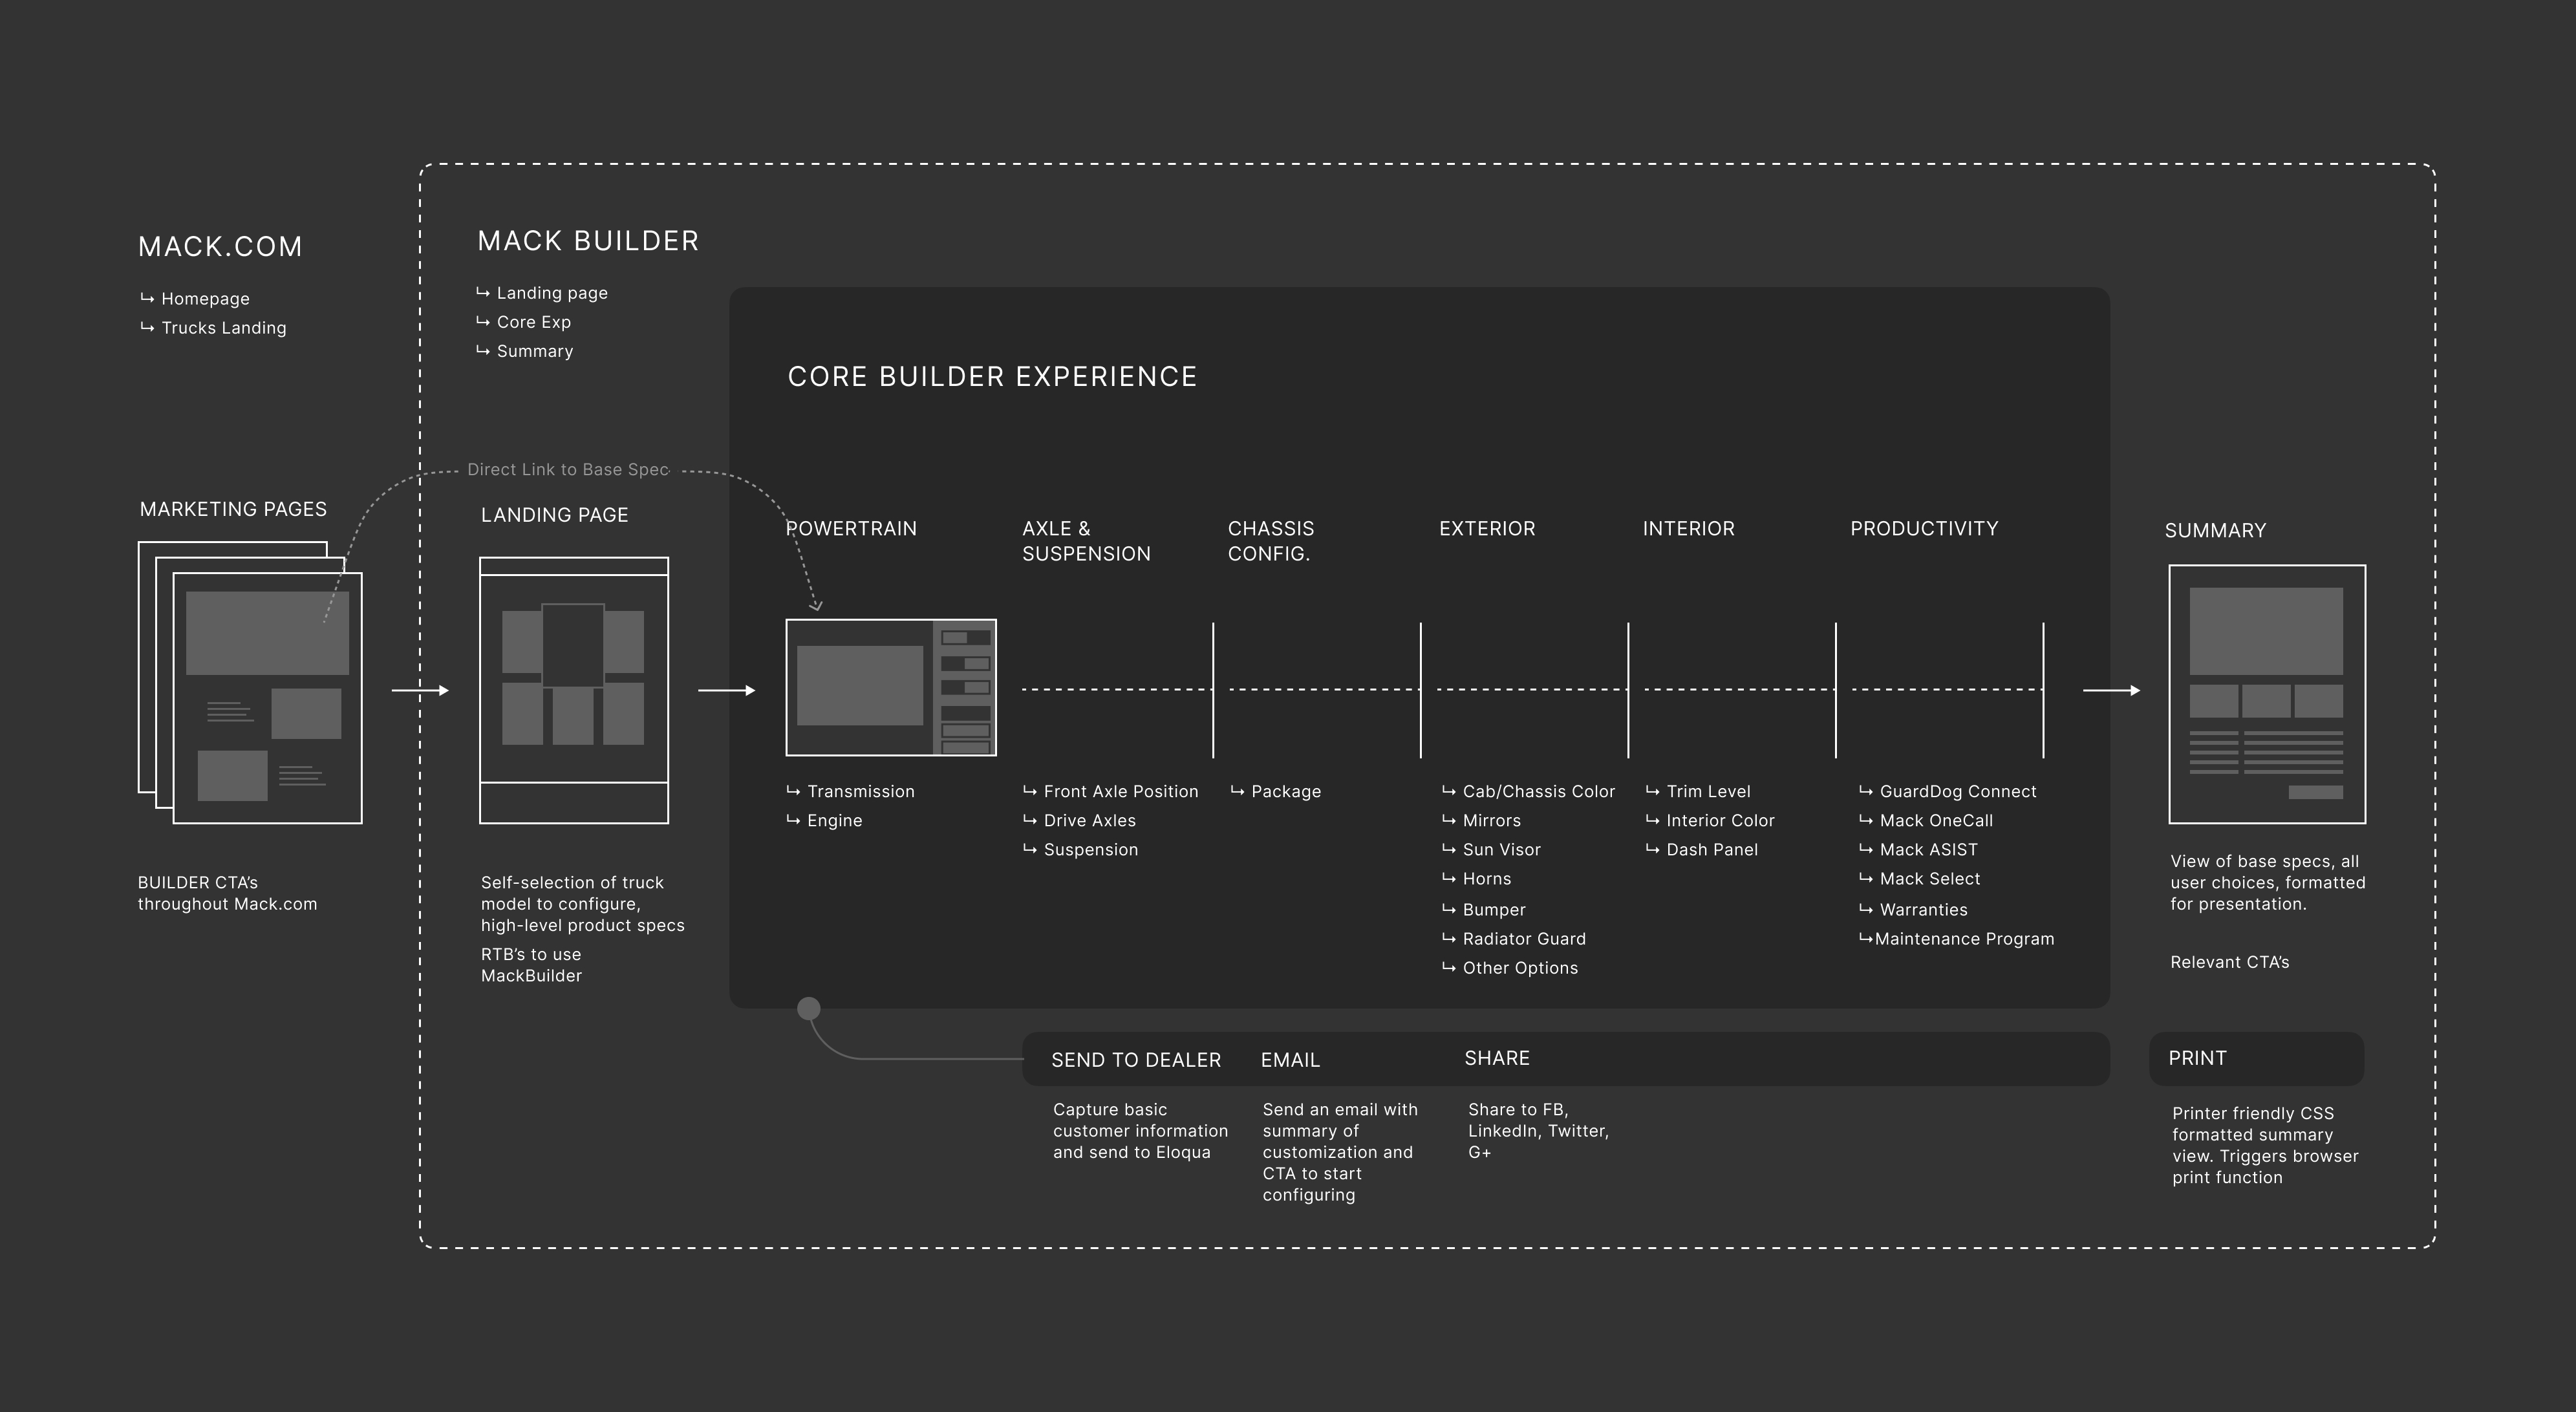 MACK.COM
↳ Homepage
↳ Trucks Landing
MACK BUILDER
↳ Landing page
↳ Core Exp
↳ Summary
CORE BUILDER EXPERIENCE
Direct Link to Base Spec
MARKETING PAGES
BUILDER CTA’s
throughout Mack.com
LANDING PAGE
Self-selection of truck
model to configure,
high-level product specs
RTB’s to use
MackBuilder
POWERTRAIN
↳ Transmission
↳ Engine
AXLE &
SUSPENSION
↳ Front Axle Position
↳ Drive Axles
↳ Suspension
CHASSIS
CONFIG.
↳ Package
EXTERIOR
↳ Cab/Chassis Color
↳ Mirrors
↳ Sun Visor
↳ Horns
↳ Bumper
↳ Radiator Guard
↳ Other Options
INTERIOR
↳ Trim Level
↳ Interior Color
↳ Dash Panel
PRODUCTIVITY
↳ GuardDog Connect
↳ Mack OneCall
↳ Mack ASIST
↳ Mack Select
↳ Warranties
↳Maintenance Program
SUMMARY
View of base specs, all
user choices, formatted
for presentation.
Relevant CTA’s
SEND TO DEALER
Capture basic
customer information
and send to Eloqua
EMAIL
Send an email with
summary of
customization and
CTA to start
configuring
SHARE
Share to FB,
LinkedIn, Twitter,
G+
PRINT
Printer friendly CSS
formatted summary
view. Triggers browser
print function